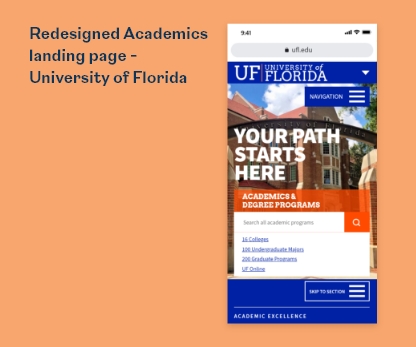 Redesigned Academics
landing page -
University of Florida
9:41
ufl.edu
UF UNIVERSITY of
FLORIDA
NAVIGATION
YOUR PATH
STARTS
HERE
ACADEMICS &
DEGREE PROGRAMS
Search all academic programs
16 Colleges
100 Undergraduate Majors
200 Graduate Programs
UF Online
SKIP TO SECTION
ACADEMIC EXCELLENCE